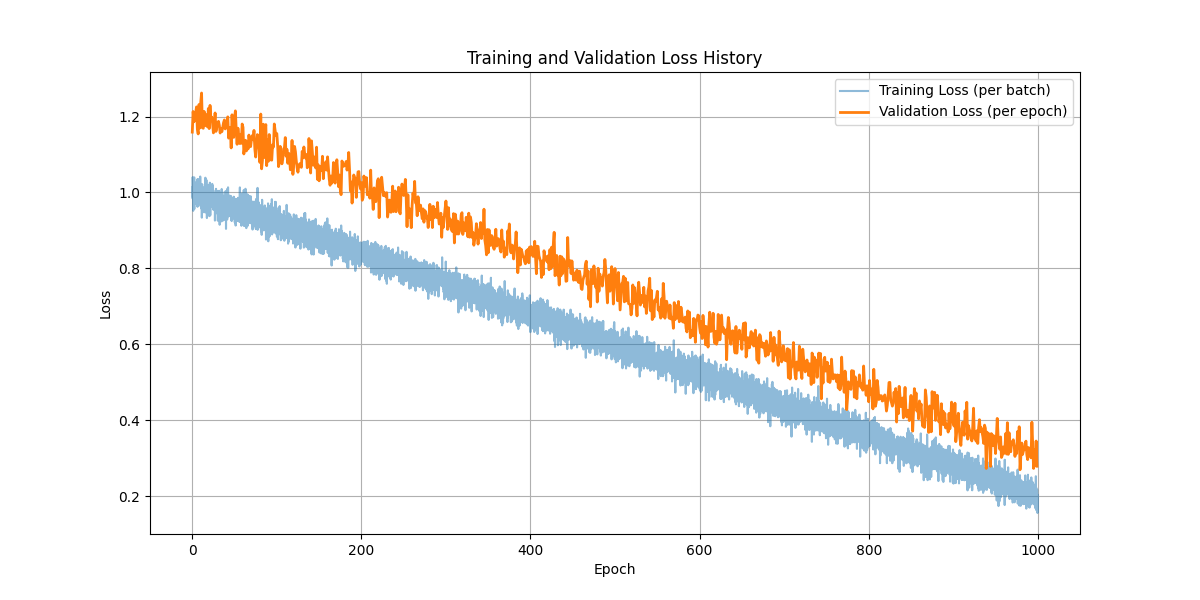 Training and Validation Loss History
Training Loss (per batch)
Validation Loss (per epoch)
Loss
1.2
1.0
0.8
0.6
0.4
0.2
0 200 400 600 800 1000
Epoch